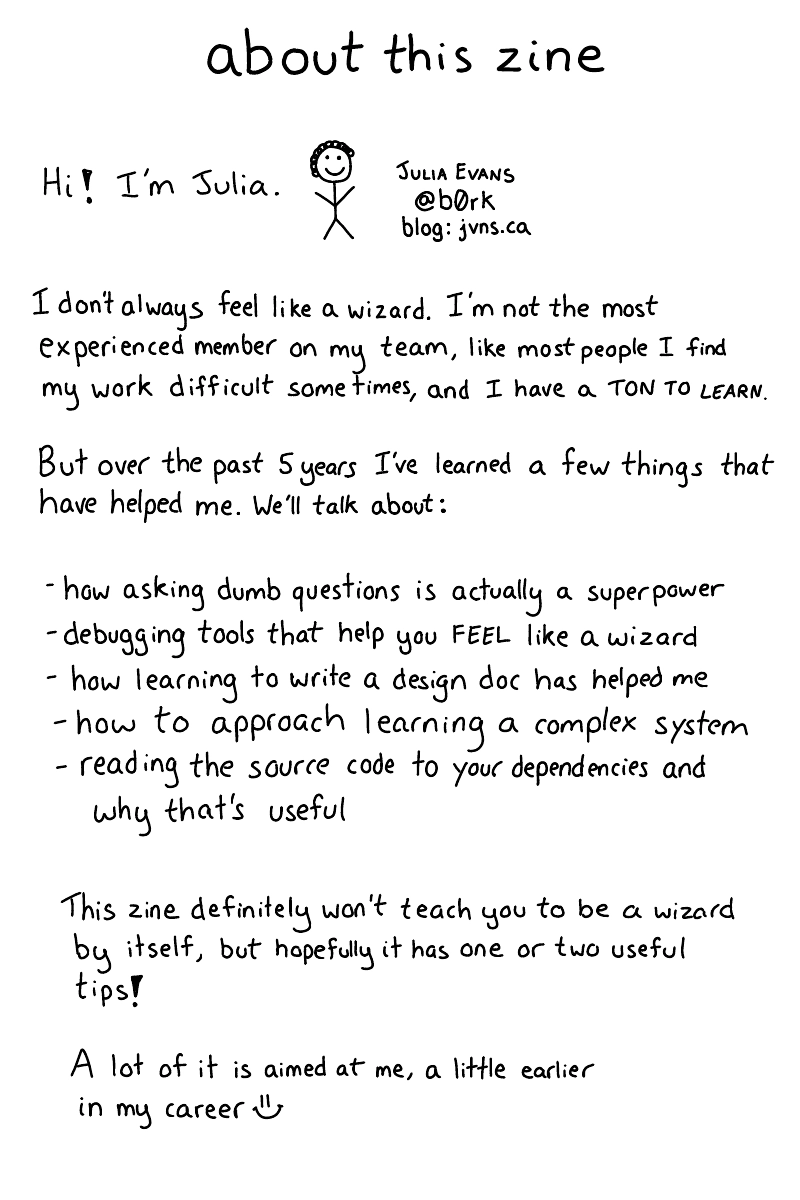 about this zine
Hi! I'm Julia.
JULIA EVANS
@b0rk
blog: jvns.ca
I don't always feel like a wizard. I'm not the most
experienced member on my team, like most people I find
my work difficult sometimes, and I have a TON TO LEARN.
But over the past 5 years I've learned a few things that
have helped me. We'll talk about:
- how asking dumb questions is actually a superpower
- debugging tools that help you FEEL like a wizard
- how learning to write a design doc has helped me
- how to approach learning a complex system
- reading the source code to your dependencies and
why that's useful
This zine definitely won't teach you to be a wizard
by itself, but hopefully it has one or two useful
tips!
A lot of it is aimed at me, a little earlier
in my career